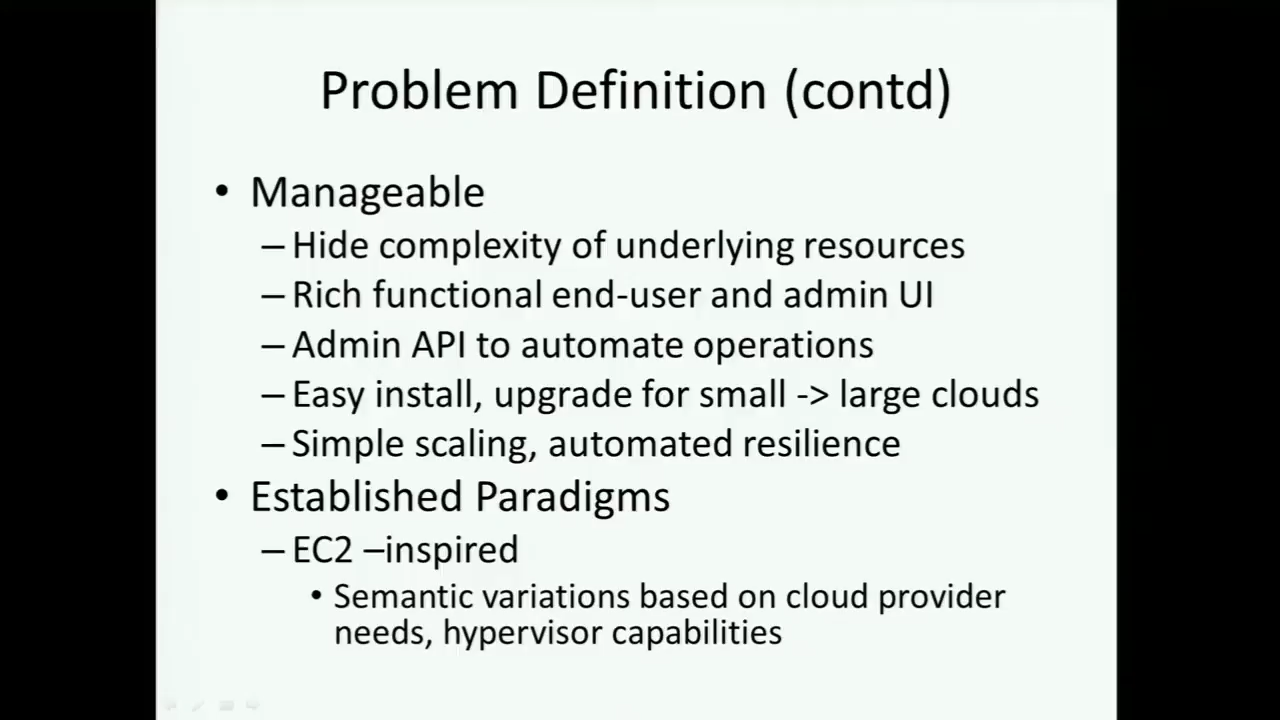 Problem Definition (contd)
• Manageable
– Hide complexity of underlying resources
– Rich functional end-user and admin UI
– Admin API to automate operations
– Easy install, upgrade for small -> large clouds
– Simple scaling, automated resilience
• Established Paradigms
– EC2 –inspired
• Semantic variations based on cloud provider
needs, hypervisor capabilities